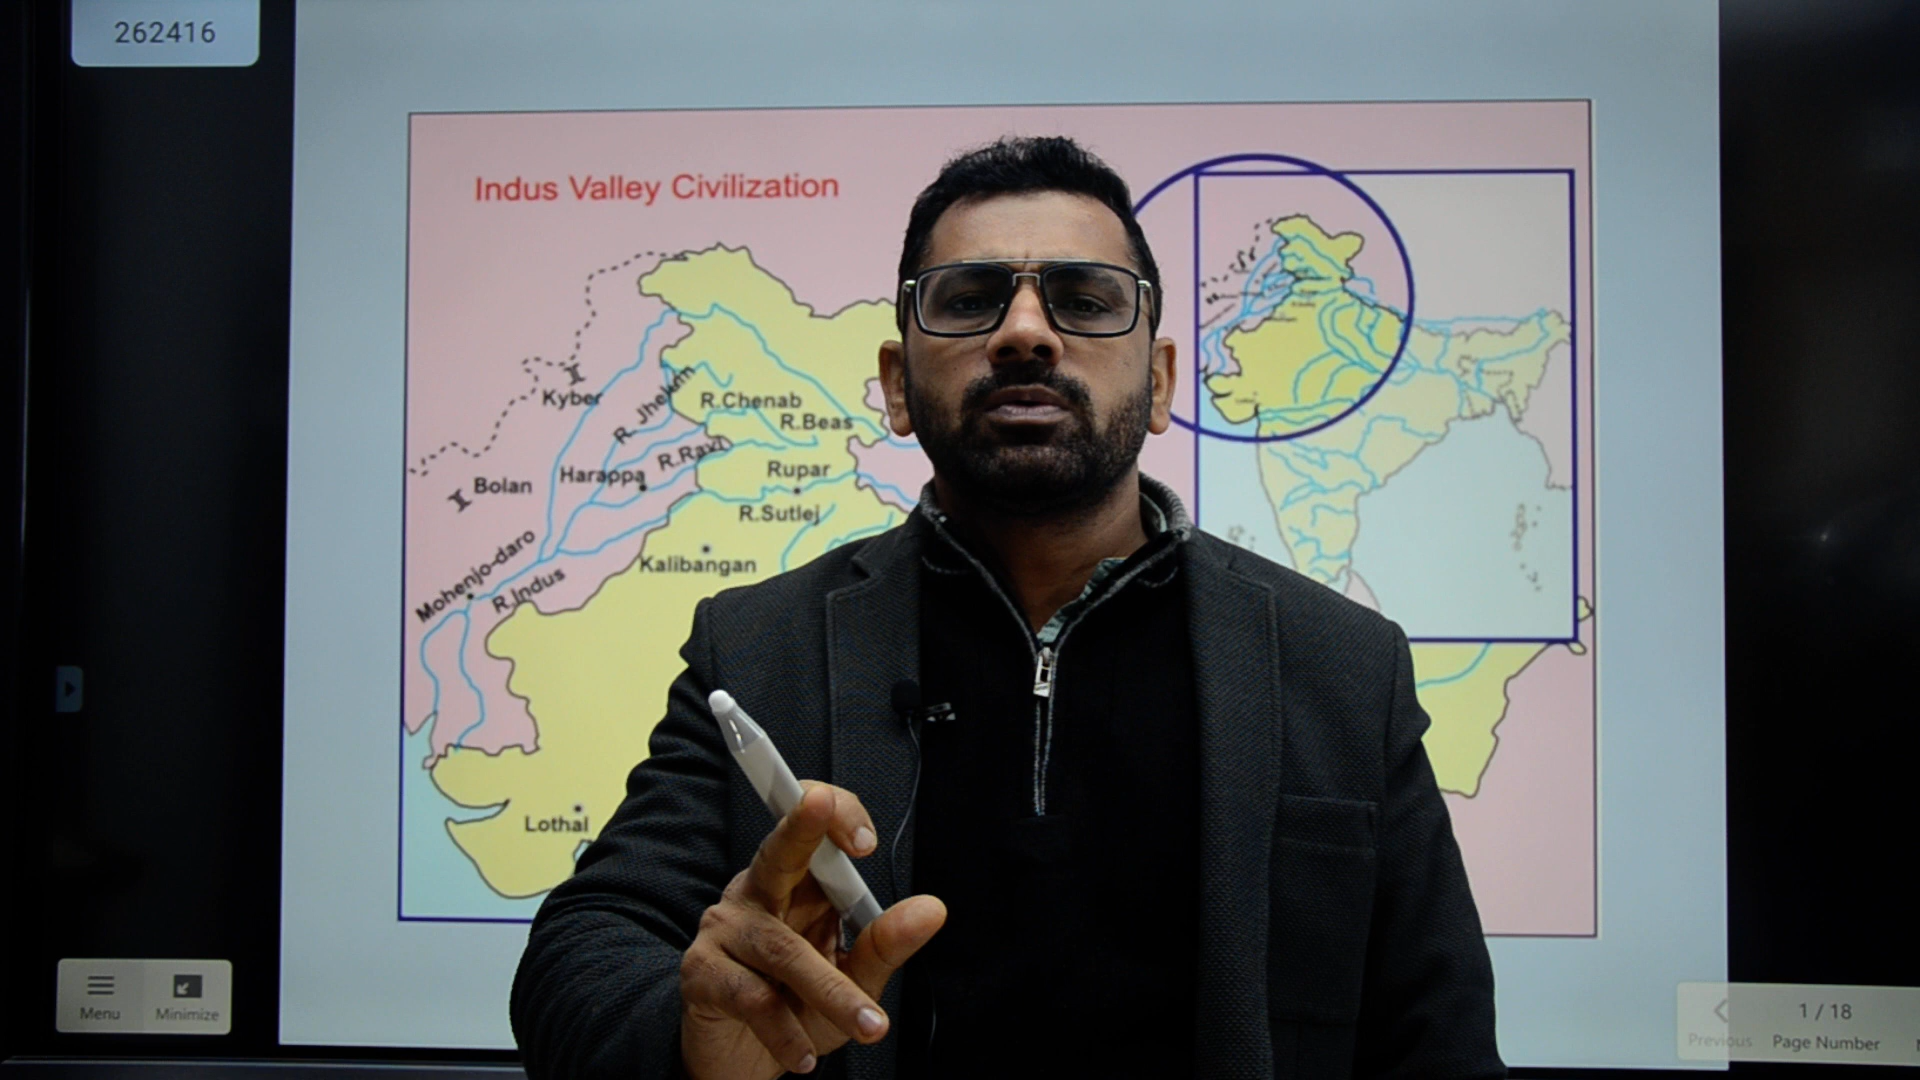 262416
Indus Valley Civilization
Kyber
R. Jhelum
R.Chenab
R.Beas
Bolan
Harappa
R.Ravi
Rupar
R.Sutlej
Mohenjo-daro
R.Indus
Kalibangan
Lothal
Menu
Minimize
Previous
1 / 18
Page Number